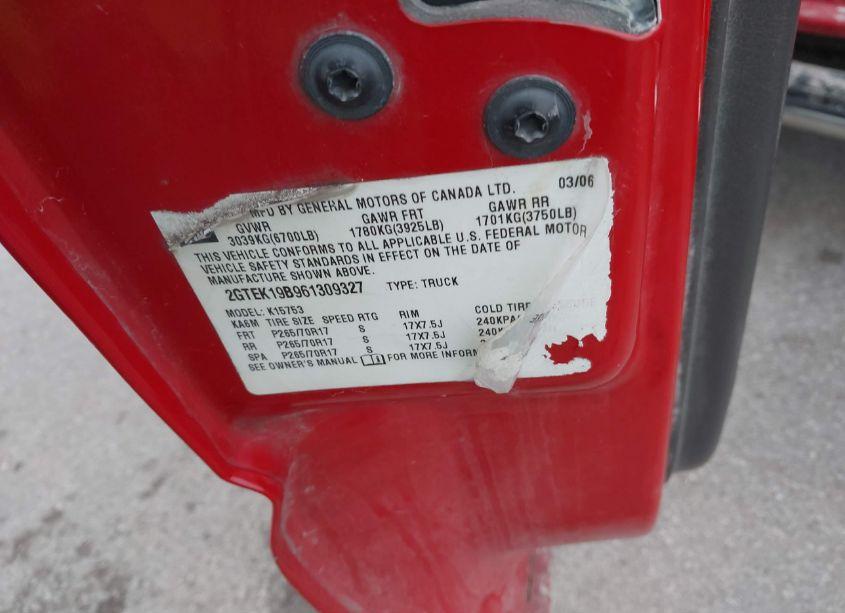 MFD BY GENERAL MOTORS OF CANADA LTD. 03/06
GVWR GAWR FRT GAWR RR
3039KG(6700LB) 1780KG(3925LB) 1701KG(3750LB)
THIS VEHICLE CONFORMS TO ALL APPLICABLE U.S. FEDERAL MOTOR
VEHICLE SAFETY STANDARDS IN EFFECT ON THE DATE OF
MANUFACTURE SHOWN ABOVE.
2GTEK19B961309327 TYPE: TRUCK
MODEL: K15753
KA6M TIRE SIZE SPEED RTG RIM COLD TIRE
FRT P265/70R17 S 17X7.5J 240KPA
RR P265/70R17 S 17X7.5J
SPA P265/70R17 S 17X7.5J
SEE OWNER'S MANUAL FOR MORE INFORM